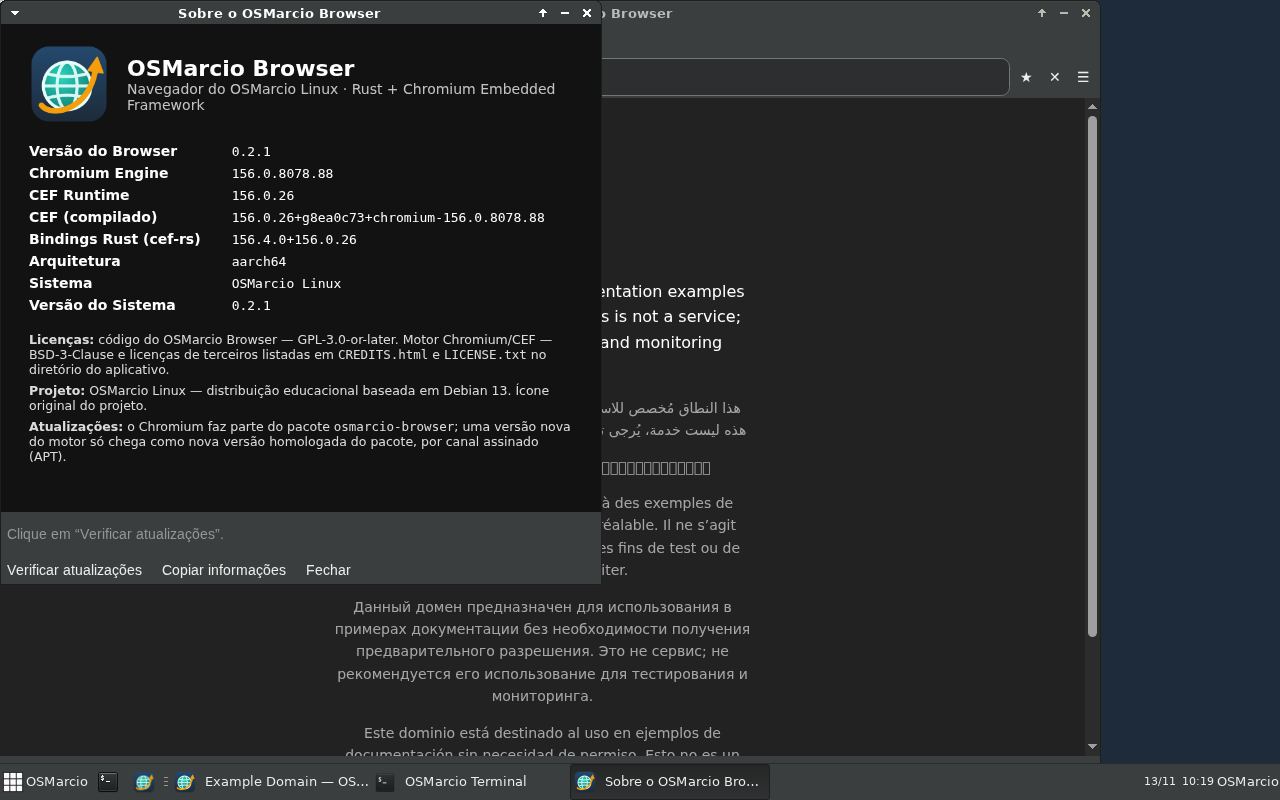 Sobre o OSMarcio Browser
Browser
OSMarcio Browser
Navegador do OSMarcio Linux · Rust + Chromium Embedded
Framework
Versão do Browser 0.2.1
Chromium Engine 156.0.8078.88
CEF Runtime 156.0.26
CEF (compilado) 156.0.26+g8ea0c73+chromium-156.0.8078.88
Bindings Rust (cef-rs) 156.4.0+156.0.26
Arquitetura aarch64
Sistema OSMarcio Linux
Versão do Sistema 0.2.1
Licenças: código do OSMarcio Browser — GPL-3.0-or-later. Motor Chromium/CEF —
BSD-3-Clause e licenças de terceiros listadas em CREDITS.html e LICENSE.txt no
diretório do aplicativo.
Projeto: OSMarcio Linux — distribuição educacional baseada em Debian 13. Ícone
original do projeto.
Atualizações: o Chromium faz parte do pacote osmarcio-browser; uma versão nova
do motor só chega como nova versão homologada do pacote, por canal assinado
(APT).
Clique em “Verificar atualizações”.
Verificar atualizações Copiar informações Fechar
entation examples
s is not a service;
and monitoring
هذا النطاق مُخصص للاس
هذه ليست خدمة، يُرجى
à des exemples de
réalable. Il ne s’agit
es fins de test ou de
iter.
Данный домен предназначен для использования в
примерах документации без необходимости получения
предварительного разрешения. Это не сервис; не
рекомендуется его использование для тестирования и
мониторинга.
Este dominio está destinado al uso en ejemplos de
documentación sin necesidad de permiso. Esto no es un
OSMarcio Example Domain — OS... OSMarcio Terminal Sobre o OSMarcio Bro... 13/11 10:19 OSMarcio